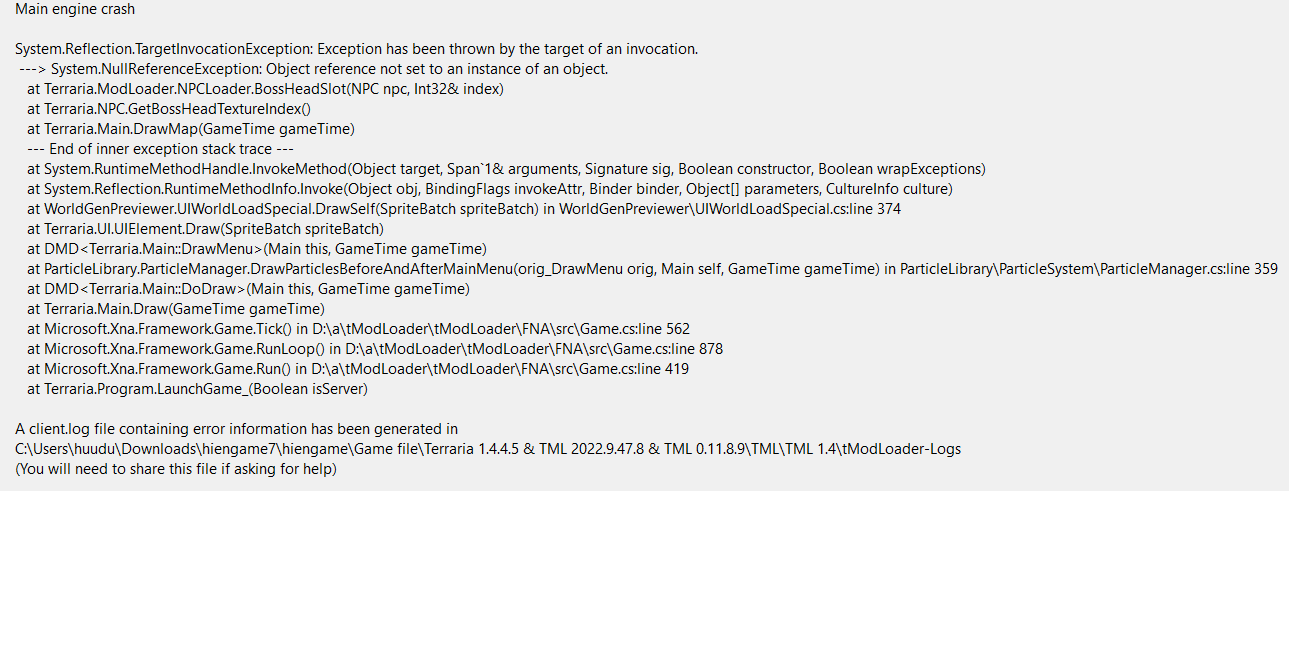 Main engine crash
System.Reflection.TargetInvocationException: Exception has been thrown by the target of an invocation.
---> System.NullReferenceException: Object reference not set to an instance of an object.
at Terraria.ModLoader.NPCLoader.BossHeadSlot(NPC npc, Int32& index)
at Terraria.NPC.GetBossHeadTextureIndex()
at Terraria.Main.DrawMap(GameTime gameTime)
--- End of inner exception stack trace ---
at System.RuntimeMethodHandle.InvokeMethod(Object target, Span`1& arguments, Signature sig, Boolean constructor, Boolean wrapExceptions)
at System.Reflection.RuntimeMethodInfo.Invoke(Object obj, BindingFlags invokeAttr, Binder binder, Object[] parameters, CultureInfo culture)
at WorldGenPreviewer.UIWorldLoadSpecial.DrawSelf(SpriteBatch spriteBatch) in WorldGenPreviewer\UIWorldLoadSpecial.cs:line 374
at Terraria.UI.UIElement.Draw(SpriteBatch spriteBatch)
at DMD<Terraria.Main::DrawMenu>(Main this, GameTime gameTime)
at ParticleLibrary.ParticleManager.DrawParticlesBeforeAndAfterMainMenu(orig_DrawMenu orig, Main self, GameTime gameTime) in ParticleLibrary\ParticleSystem\ParticleManager.cs:line 359
at DMD<Terraria.Main::DoDraw>(Main this, GameTime gameTime)
at Terraria.Main.Draw(GameTime gameTime)
at Microsoft.Xna.Framework.Game.Tick() in D:\a\tModLoader\tModLoader\FNA\src\Game.cs:line 562
at Microsoft.Xna.Framework.Game.RunLoop() in D:\a\tModLoader\tModLoader\FNA\src\Game.cs:line 878
at Microsoft.Xna.Framework.Game.Run() in D:\a\tModLoader\tModLoader\FNA\src\Game.cs:line 419
at Terraria.Program.LaunchGame_(Boolean isServer)
A client.log file containing error information has been generated in
C:\Users\huudu\Downloads\hiengame7\hiengame\Game file\Terraria 1.4.4.5 & TML 2022.9.47.8 & TML 0.11.8.9\TML\TML 1.4\tModLoader-Logs
(You will need to share this file if asking for help)